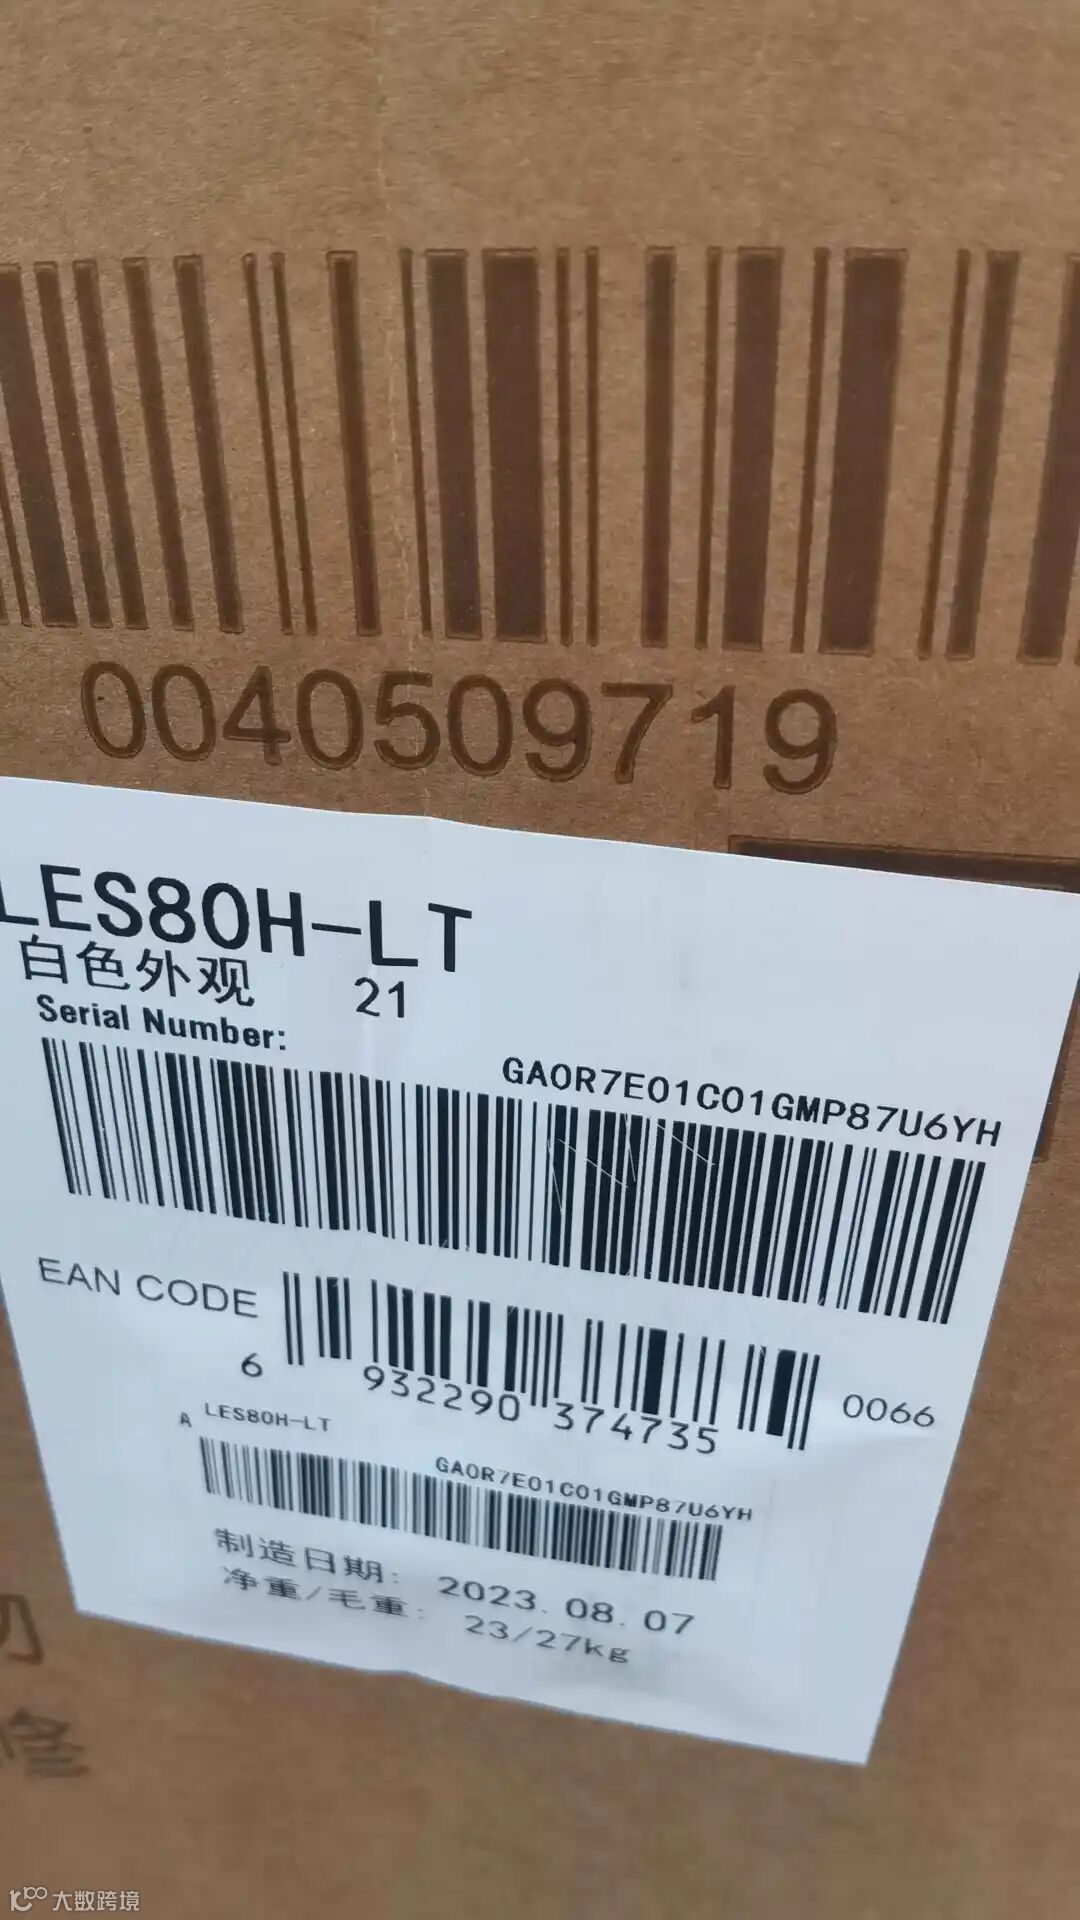 0040509719
LES80H-LT
白色外观 21
Serial Number:
GA0R7E01C01GMP87U6YH
EAN CODE
6 932290 374735 0066
A LES80H-LT
GA0R7E01C01GMP87U6YH
制造日期: 2023.08.07
净重/毛重: 23/27kg
修
大数跨境